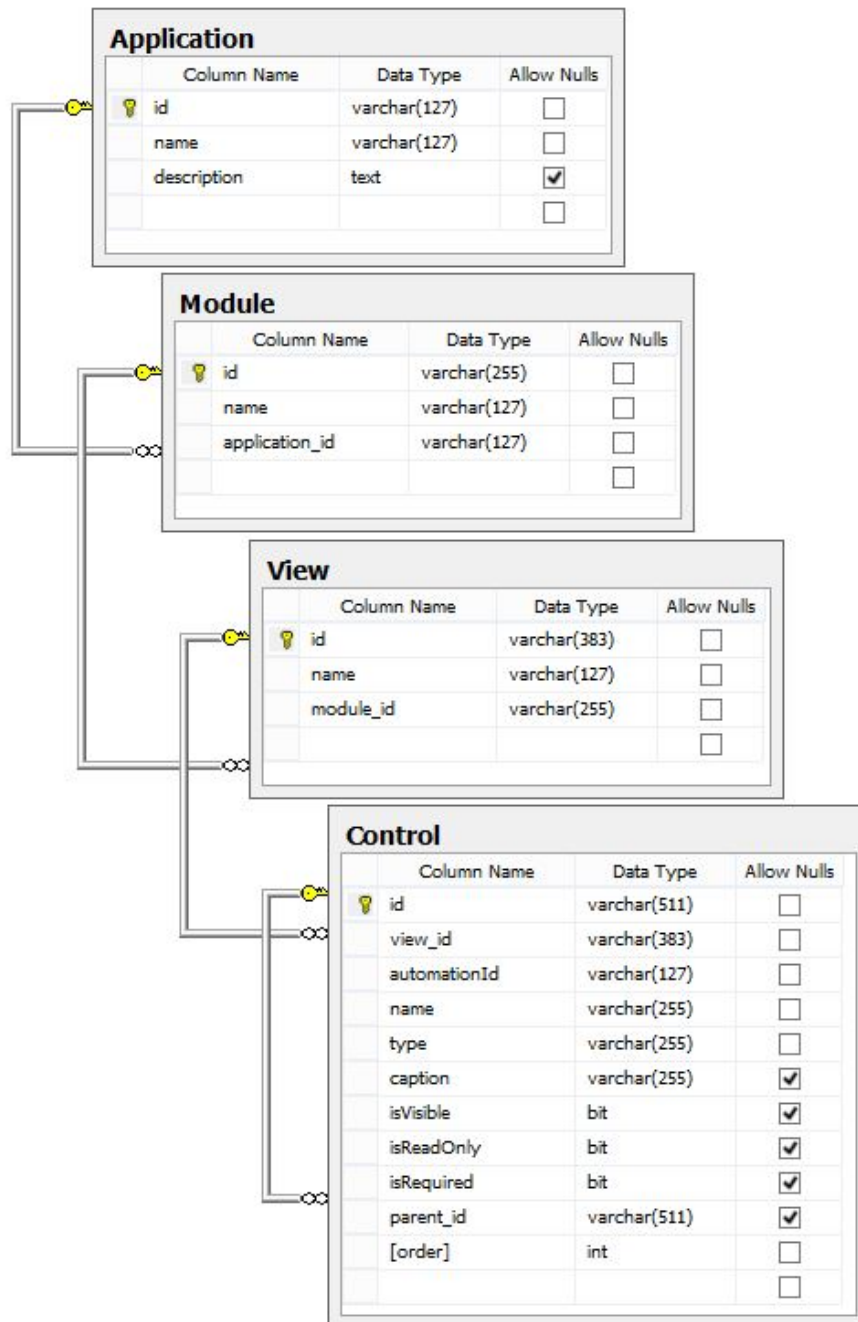 Application
Column Name Data Type Allow Nulls
id varchar(127)
name varchar(127)
description text
Module
Column Name Data Type Allow Nulls
id varchar(255)
name varchar(127)
application_id varchar(127)
View
Column Name Data Type Allow Nulls
id varchar(383)
name varchar(127)
module_id varchar(255)
Control
Column Name Data Type Allow Nulls
id varchar(511)
view_id varchar(383)
automationId varchar(127)
name varchar(255)
type varchar(255)
caption varchar(255)
isVisible bit
isReadOnly bit
isRequired bit
parent_id varchar(511)
[order] int